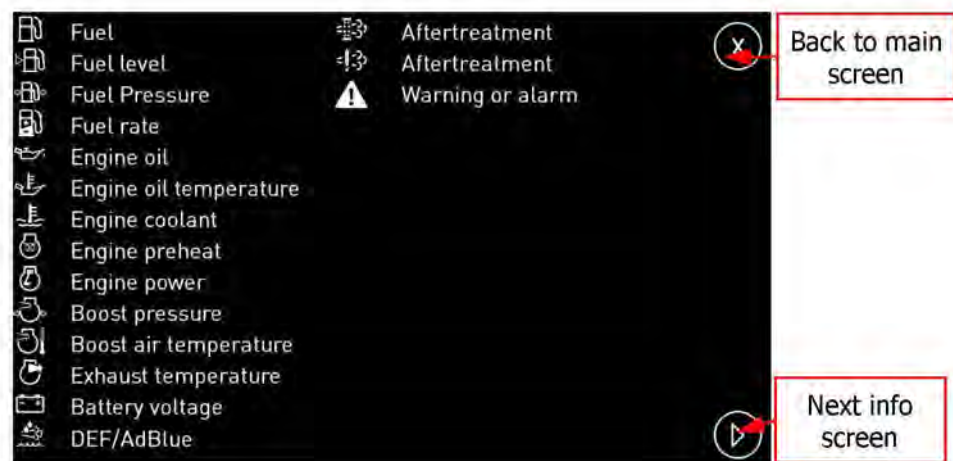 Fuel
Fuel level
Fuel Pressure
Fuel rate
Engine oil
Engine oil temperature
Engine coolant
Engine preheat
Engine power
Boost pressure
Boost air temperature
Exhaust temperature
Battery voltage
DEF/AdBlue
Aftertreatment
Aftertreatment
Warning or alarm
X
Back to main
screen
Next info
screen